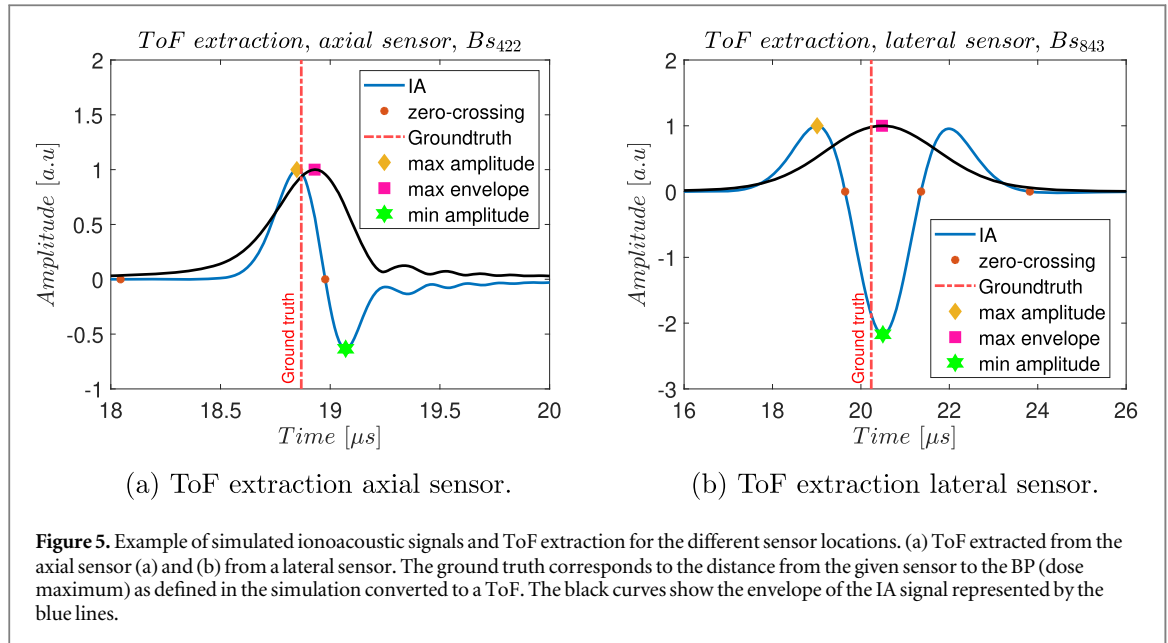 ToF extraction, axial sensor, Bs422
2
1.5
1
0.5
0
-0.5
-1
Amplitude [a.u]
18
18.5
19
19.5
20
Time [μs]
IA
zero-crossing
Groundtruth
max amplitude
max envelope
min amplitude
Ground truth
(a) ToF extraction axial sensor.
ToF extraction, lateral sensor, Bs843
2
1
0
-1
-2
-3
Amplitude [a.u]
16
18
20
22
24
26
Time [μs]
IA
zero-crossing
Groundtruth
max amplitude
max envelope
min amplitude
Ground truth
(b) ToF extraction lateral sensor.
Figure 5. Example of simulated ionoacoustic signals and ToF extraction for the different sensor locations. (a) ToF extracted from the
axial sensor (a) and (b) from a lateral sensor. The ground truth corresponds to the distance from the given sensor to the BP (dose
maximum) as defined in the simulation converted to a ToF. The black curves show the envelope of the IA signal represented by the
blue lines.